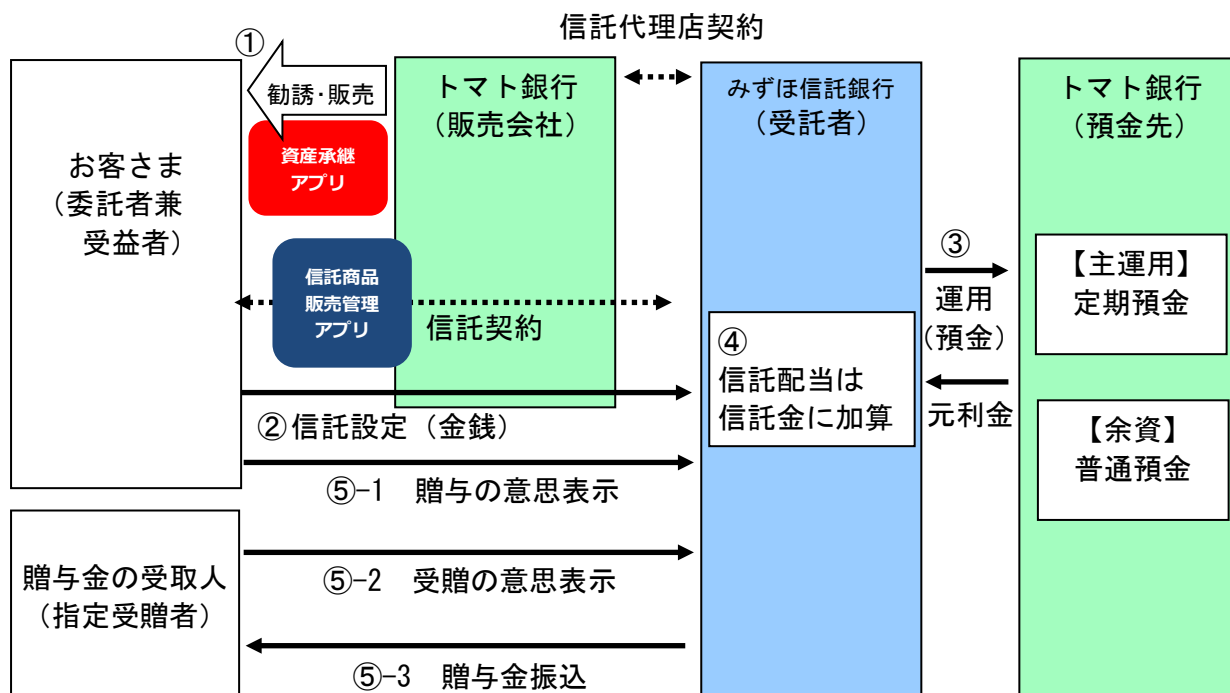 信託代理店契約
①
勧誘・販売
トマト銀行
（販売会社）
みずほ信託銀行
（受託者）
トマト銀行
（預金先）
お客さま
（委託者兼
受益者）
資産承継
アプリ
信託商品
販売管理
アプリ
信託契約
③
運用
（預金）
元利金
【主運用】
定期預金
【余資】
普通預金
④
信託配当は
信託金に加算
②信託設定（金銭）
⑤-1 贈与の意思表示
贈与金の受取人
（指定受贈者）
⑤-2 受贈の意思表示
⑤-3 贈与金振込